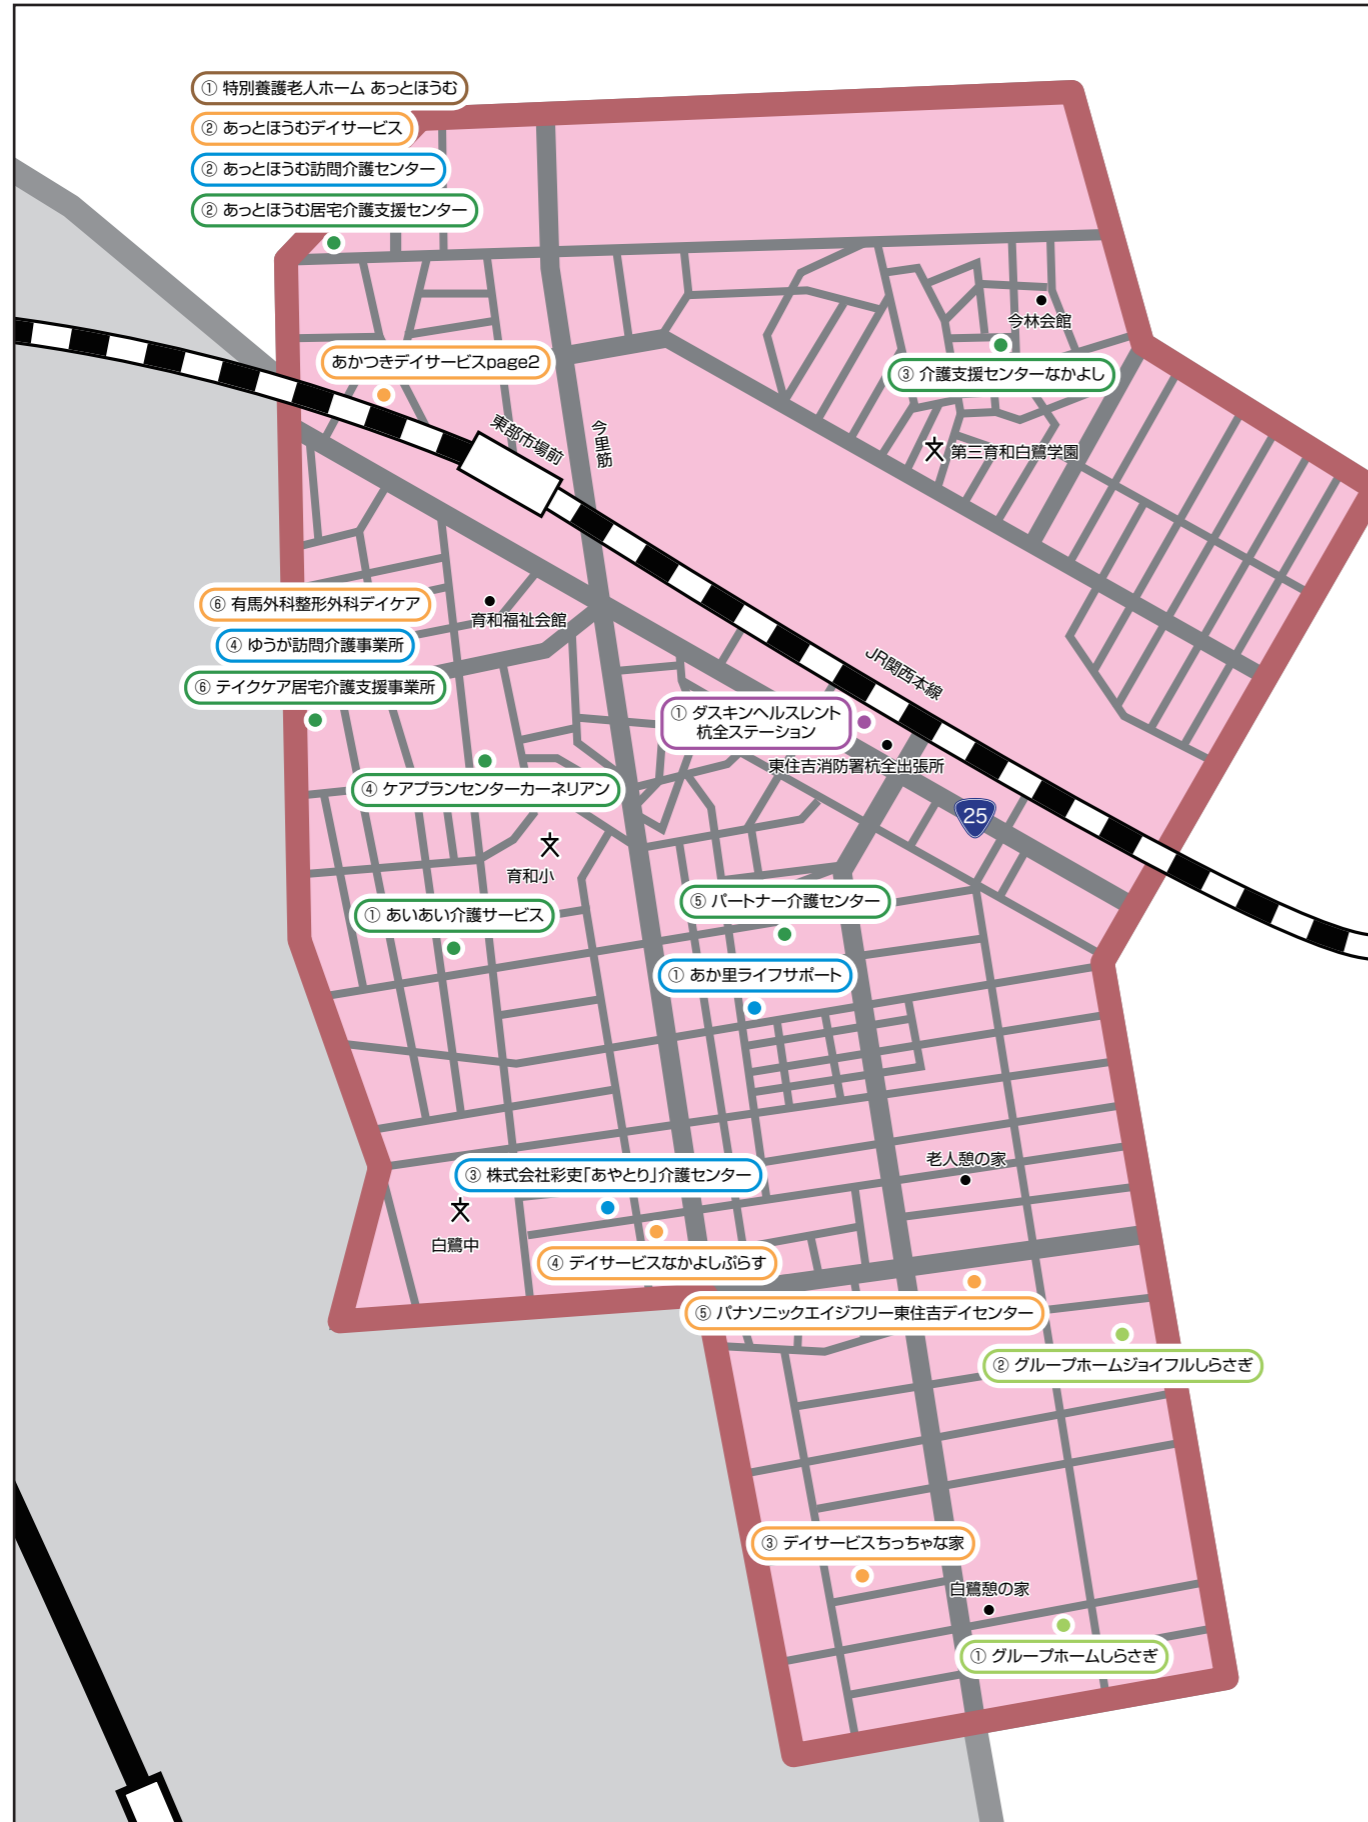 ① 特別養護老人ホーム あっとほうむ
② あっとほうむデイサービス
② あっとほうむ訪問介護センター
② あっとほうむ居宅介護支援センター
今林会館
③ 介護支援センターなかよし
あかつきデイサービスpage2
東部市場前
今里筋
第三育和白鷺学園
⑥ 有馬外科整形外科デイケア
育和福祉会館
④ ゆうが訪問介護事業所
⑥ テイクケア居宅介護支援事業所
JR関西本線
① ダスキンヘルスレント
杭全ステーション
東住吉消防署杭全出張所
④ ケアプランセンターカーネリアン
25
育和小
① あいあい介護サービス
⑤ パートナー介護センター
① あか里ライフサポート
老人憩の家
③ 株式会社彩吏「あやとり」介護センター
白鷺中
④ デイサービスなかよしぷらす
⑤ パナソニックエイジフリー東住吉デイセンター
② グループホームジョイフルしらさぎ
③ デイサービスちっちゃな家
白鷺憩の家
① グループホームしらさぎ